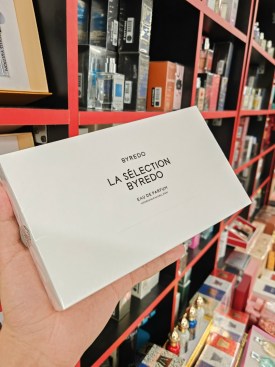 BYREDO
LA SÉLECTION
BYREDO
EAU DE PARFUM